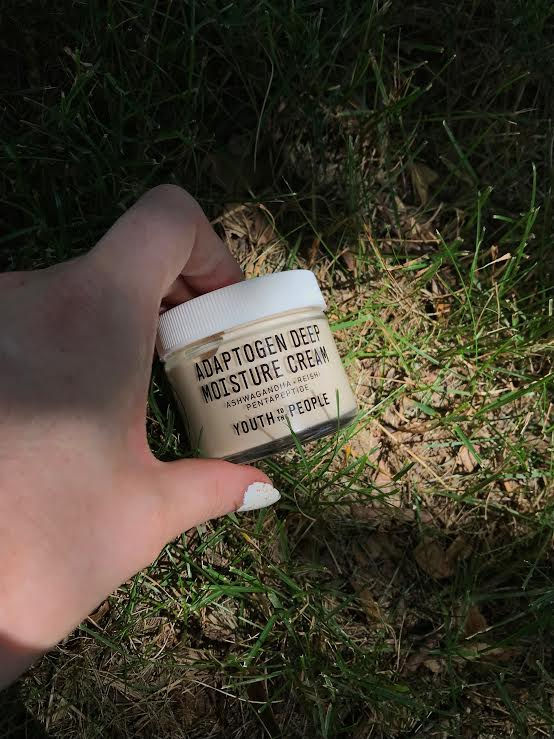 ADAPTOGEN DEEP
MOISTURE CREAM
ASHWAGANDHA + REISHI
PENTAPEPTIDE
YOUTH TO THE PEOPLE